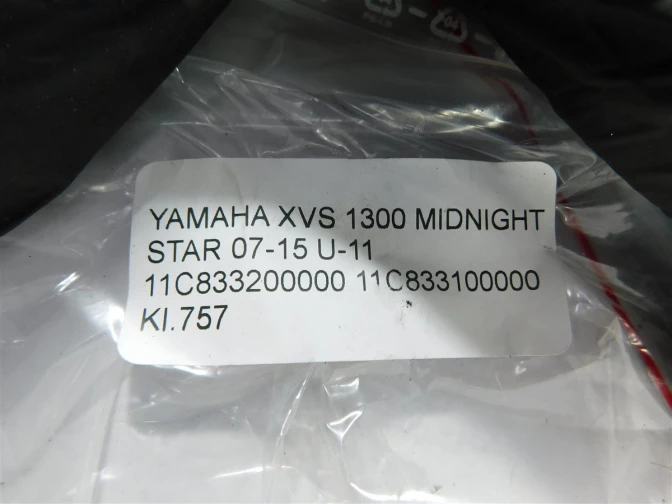 YAMAHA XVS 1300 MIDNIGHT
STAR 07-15 U-11
11C833200000 11C833100000
KI.757